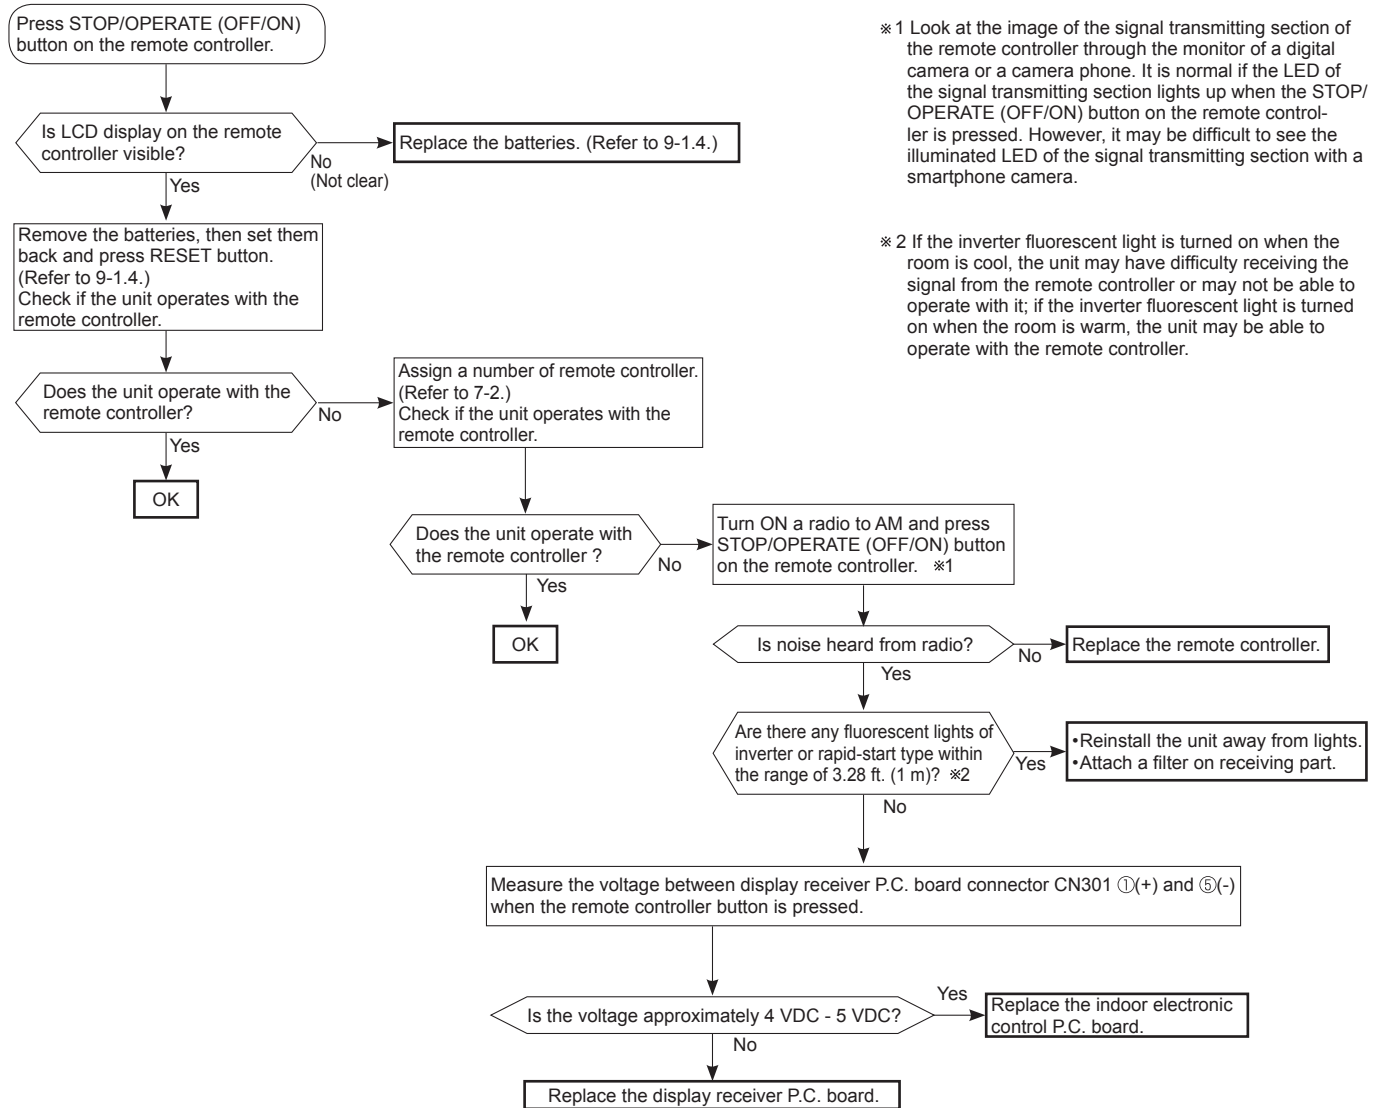 Press STOP/OPERATE (OFF/ON)
button on the remote controller.
Is LCD display on the remote
controller visible?
No
(Not clear)
Replace the batteries. (Refer to 9-1.4.)
Yes
Remove the batteries, then set them
back and press RESET button.
(Refer to 9-1.4.)
Check if the unit operates with the
remote controller.
Does the unit operate with the
remote controller?
No
Yes
OK
Assign a number of remote controller.
(Refer to 7-2.)
Check if the unit operates with the
remote controller.
Does the unit operate with
the remote controller ?
No
Yes
OK
Turn ON a radio to AM and press
STOP/OPERATE (OFF/ON) button
on the remote controller. ※1
Is noise heard from radio?
No
Replace the remote controller.
Yes
Are there any fluorescent lights of
inverter or rapid-start type within
the range of 3.28 ft. (1 m)? ※2
Yes
•Reinstall the unit away from lights.
•Attach a filter on receiving part.
No
Measure the voltage between display receiver P.C. board connector CN301 ①(+) and ⑤(-)
when the remote controller button is pressed.
Is the voltage approximately 4 VDC - 5 VDC?
Yes
Replace the indoor electronic
control P.C. board.
No
Replace the display receiver P.C. board.
※1 Look at the image of the signal transmitting section of
the remote controller through the monitor of a digital
camera or a camera phone. It is normal if the LED of
the signal transmitting section lights up when the STOP/
OPERATE (OFF/ON) button on the remote control-
ler is pressed. However, it may be difficult to see the
illuminated LED of the signal transmitting section with a
smartphone camera.
※2 If the inverter fluorescent light is turned on when the
room is cool, the unit may have difficulty receiving the
signal from the remote controller or may not be able to
operate with it; if the inverter fluorescent light is turned
on when the room is warm, the unit may be able to
operate with the remote controller.